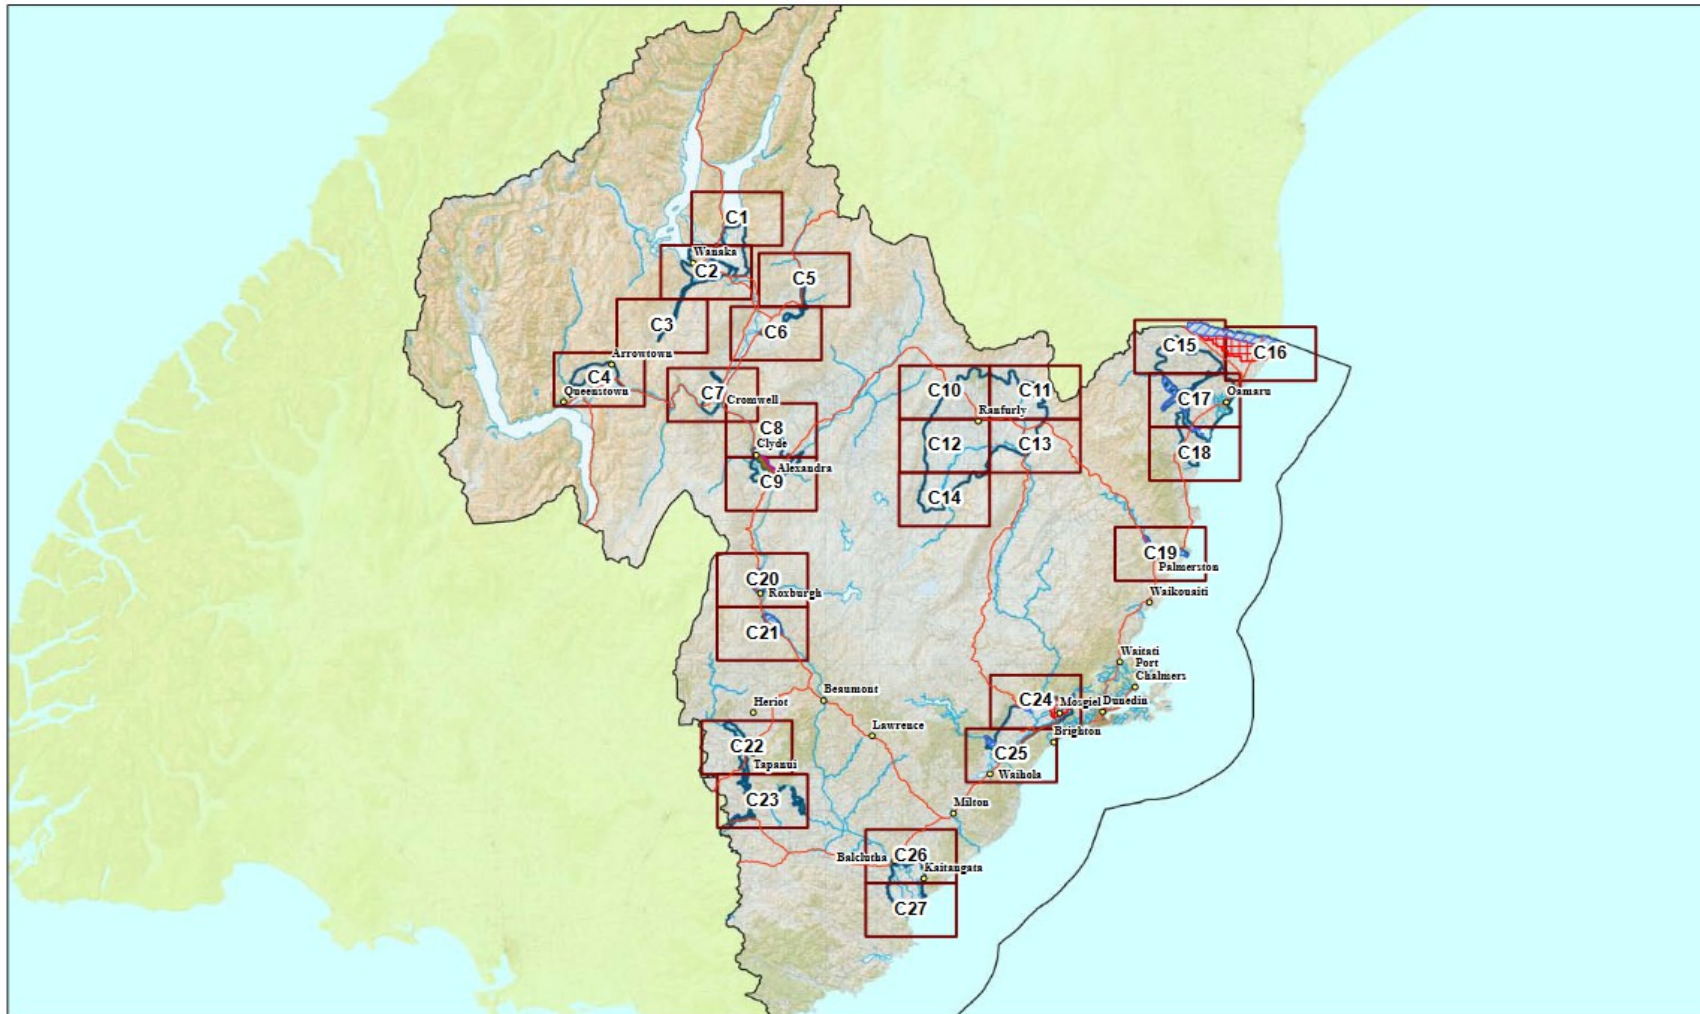 C1
Wanaka
C2
C5
C3
C6
Arrowtown
C4
Queenstown
C7
Cromwell
C15
C16
C10
C11
C17
Oamaru
Ranfurly
C8
Clyde
C12
C13
C18
Alexandra
C9
C14
C19
Palmerston
C20
Roxburgh
Waikouaiti
C21
Waitati
Port
Chalmers
Beaumont
Heriot
C24
Mosgiel
Dunedin
Lawrence
Brighton
C22
C25
Tapanui
Waihola
C23
Milton
Balclutha
C26
Kaitangata
C27